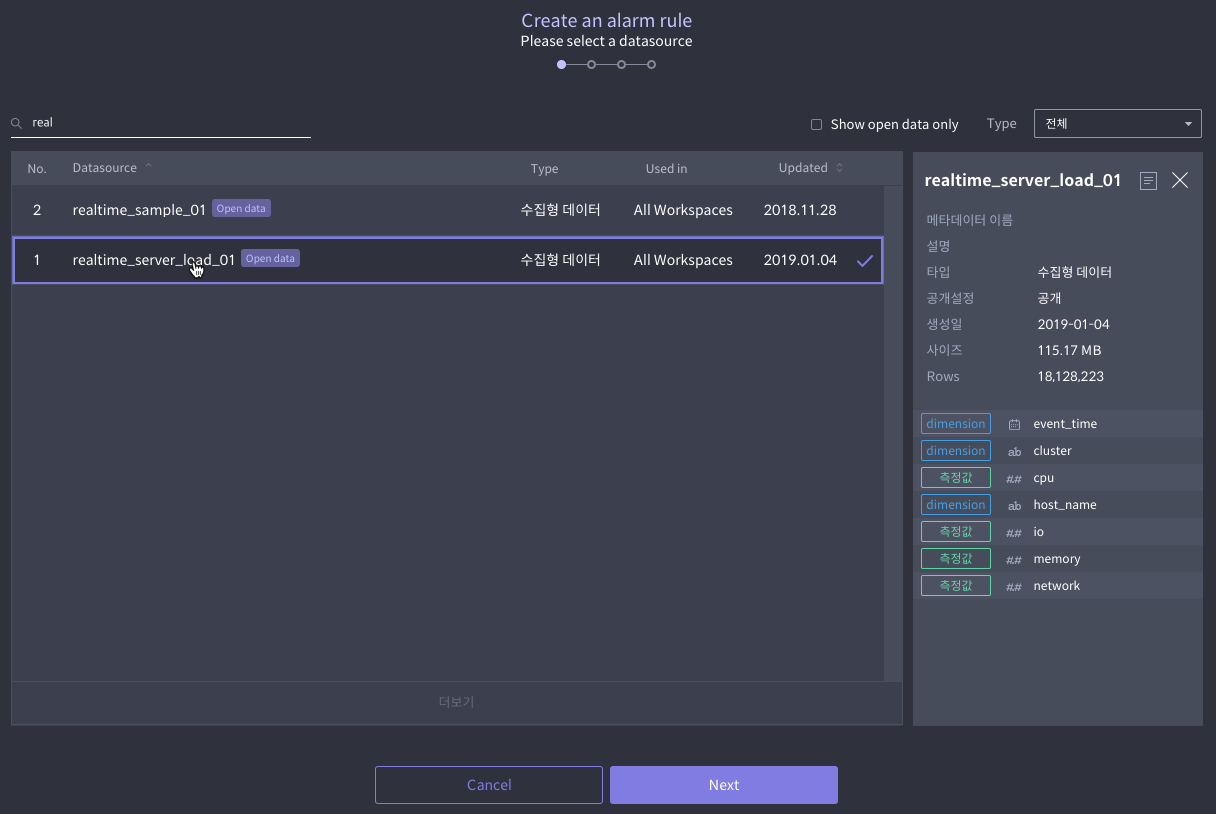 Create an alarm rule
Please select a datasource
real
Show open data only
Type
전체
No. Datasource Type Used in Updated
2 realtime_sample_01 Open data 수집형 데이터 All Workspaces 2018.11.28
1 realtime_server_load_01 Open data 수집형 데이터 All Workspaces 2019.01.04
더보기
realtime_server_load_01
메타데이터 이름
설명
타입 수집형 데이터
공개설정 공개
생성일 2019-01-04
사이즈 115.17 MB
Rows 18,128,223
dimension event_time
dimension ab cluster
측정값 #.# cpu
dimension ab host_name
측정값 #.# io
측정값 #.# memory
측정값 #.# network
Cancel
Next